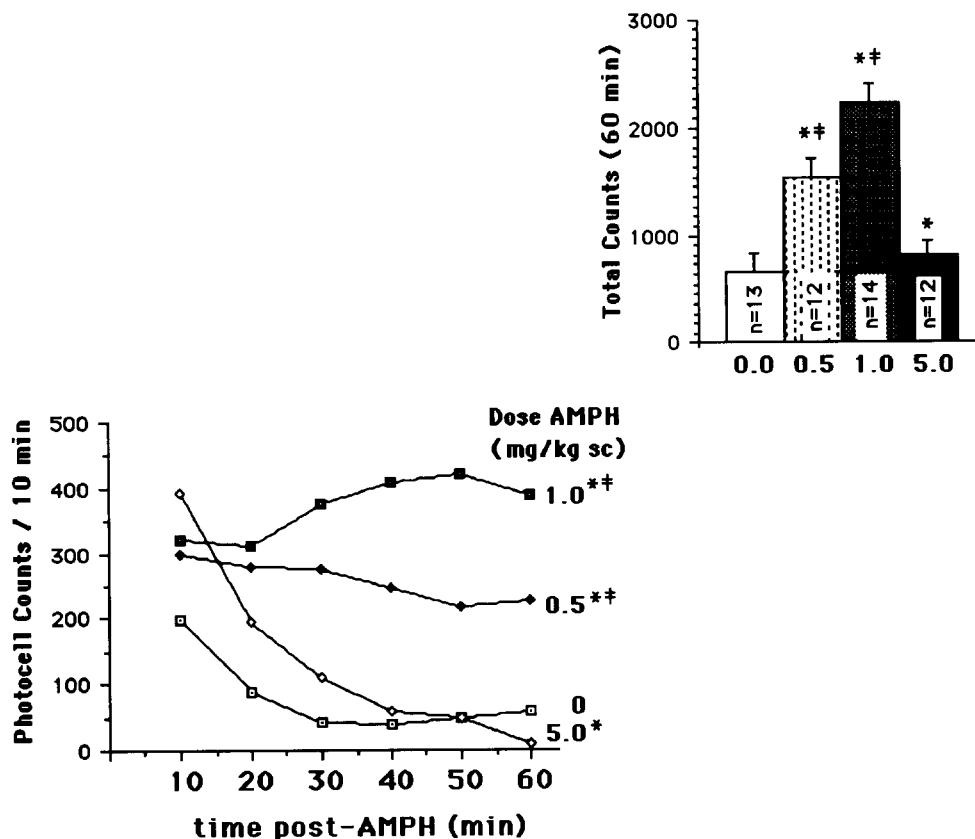 3000
2000
1000
0
Total Counts (60 min)
*‡
*‡
*
n=13
n=12
n=14
n=12
0.0 0.5 1.0 5.0
Dose AMPH
(mg/kg sc)
500
400
300
200
100
0
Photocell Counts / 10 min
1.0*‡
0.5*‡
0
5.0*
10 20 30 40 50 60
time post-AMPH (min)